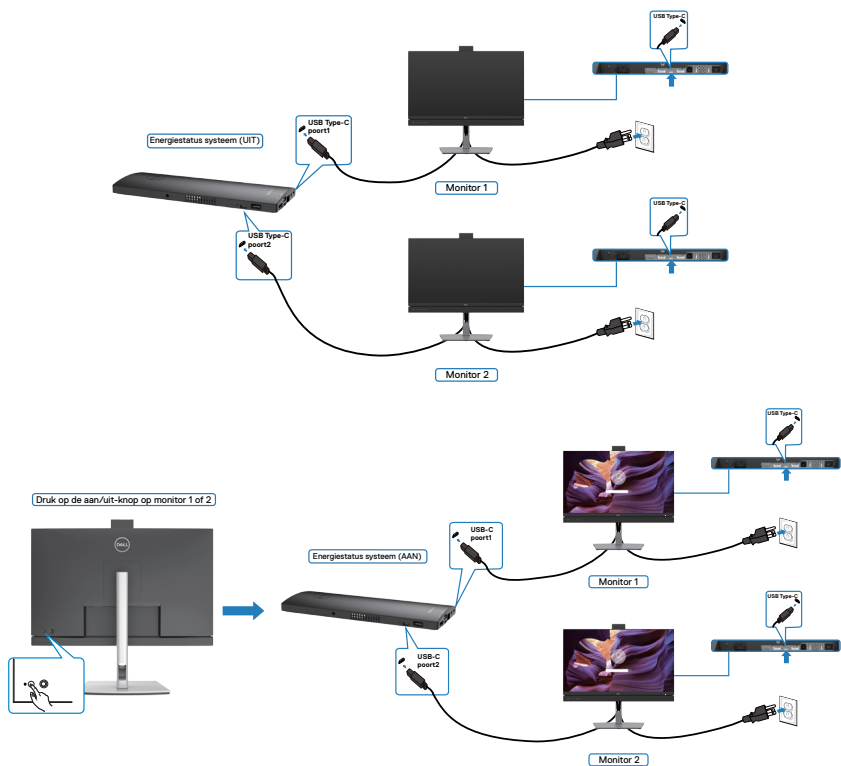 USB Type-C
USB Type-C
poort1
Energiestatus systeem (UIT)
Monitor 1
USB Type-C
USB Type-C
poort2
Monitor 2
USB Type-C
Druk op de aan/uit-knop op monitor 1 of 2
DELL
USB-C
poort1
Energiestatus systeem (AAN)
Monitor 1
USB Type-C
USB-C
poort2
Monitor 2